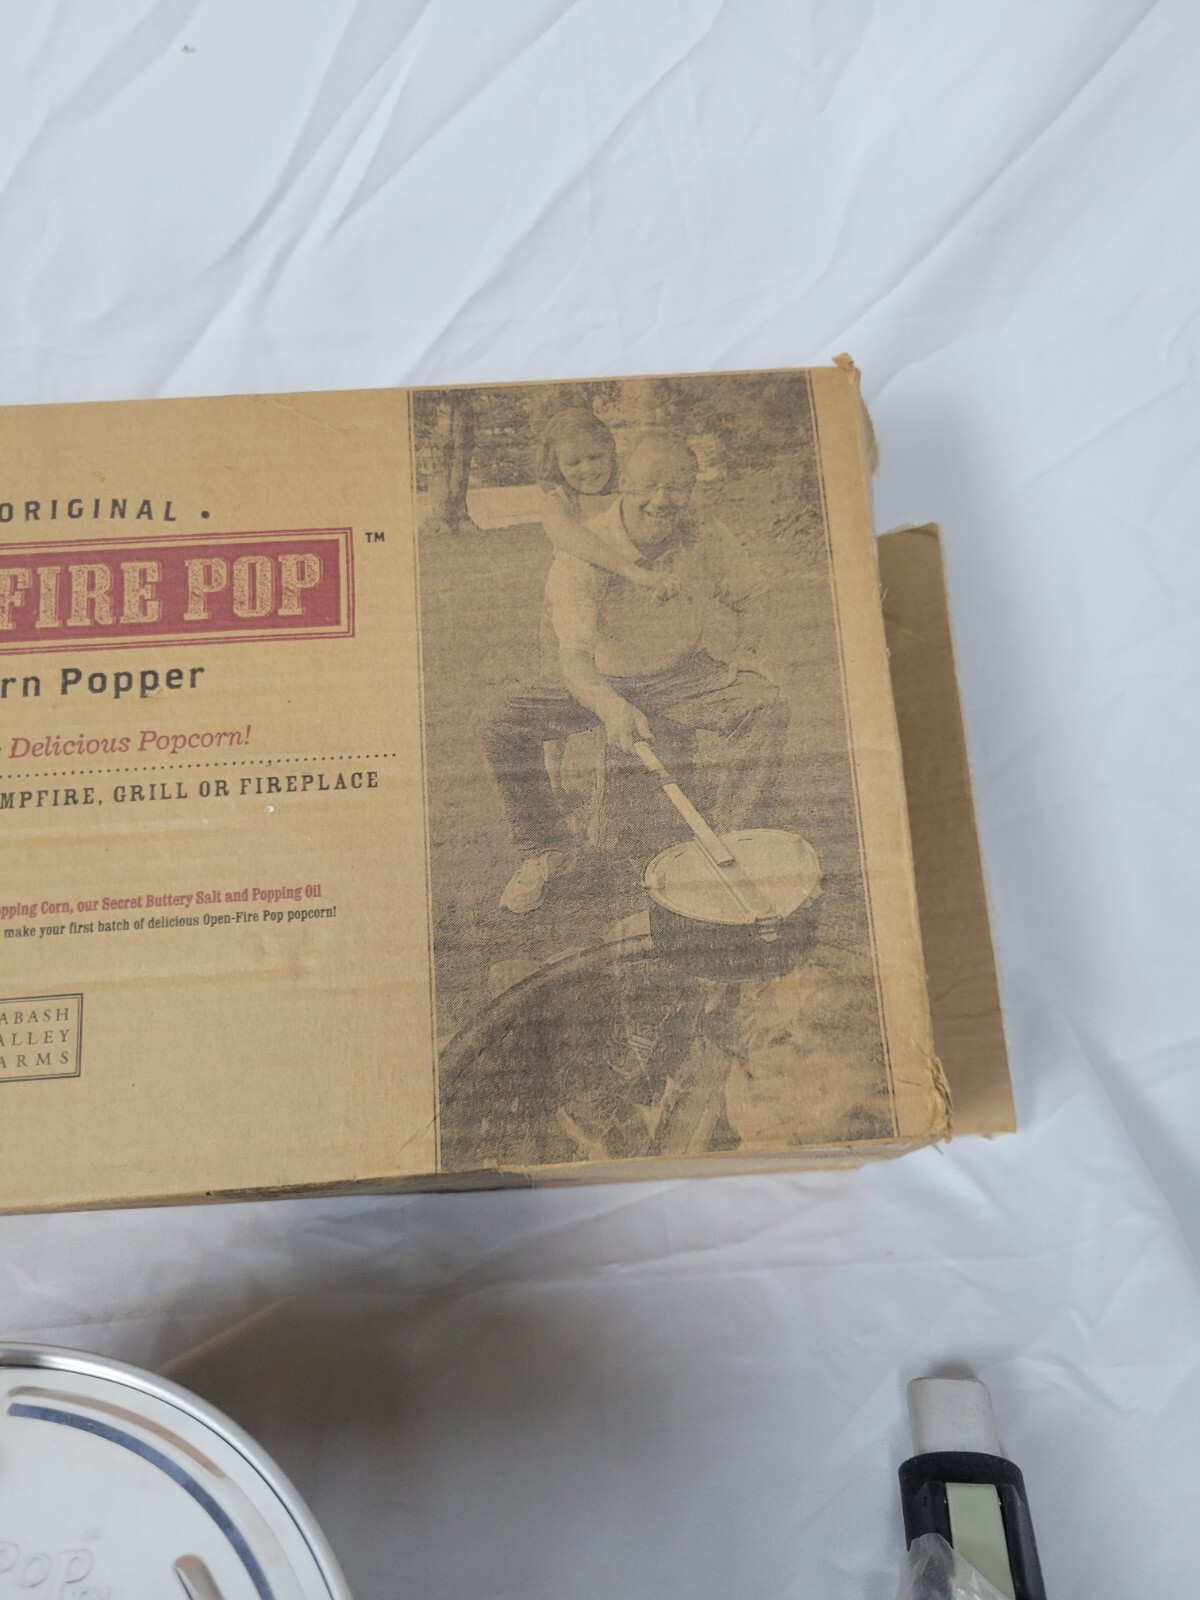 ORIGINAL .
FIRE POP ™
rn Popper
Delicious Popcorn!
MPFIRE, GRILL OR FIREPLACE
opping Corn, our Secret Buttery Salt and Popping Oil
make your first batch of delicious Open-Fire Pop popcorn!
ABASH
ALLEY
ARMS
POP